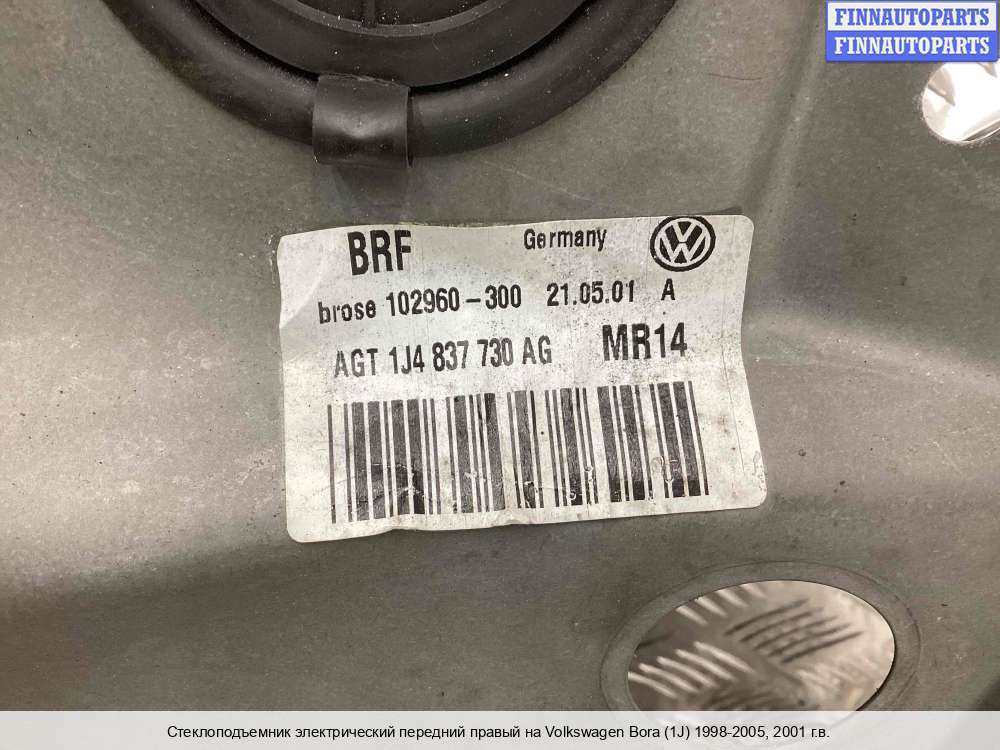 FINNAUTOPARTS
FINNAUTOPARTS
BRF Germany
brose 102960-300 21.05.01 A
AGT 1J4 837 730 AG MR14
Стеклоподъемник электрический передний правый на Volkswagen Bora (1J) 1998-2005, 2001 г.в.